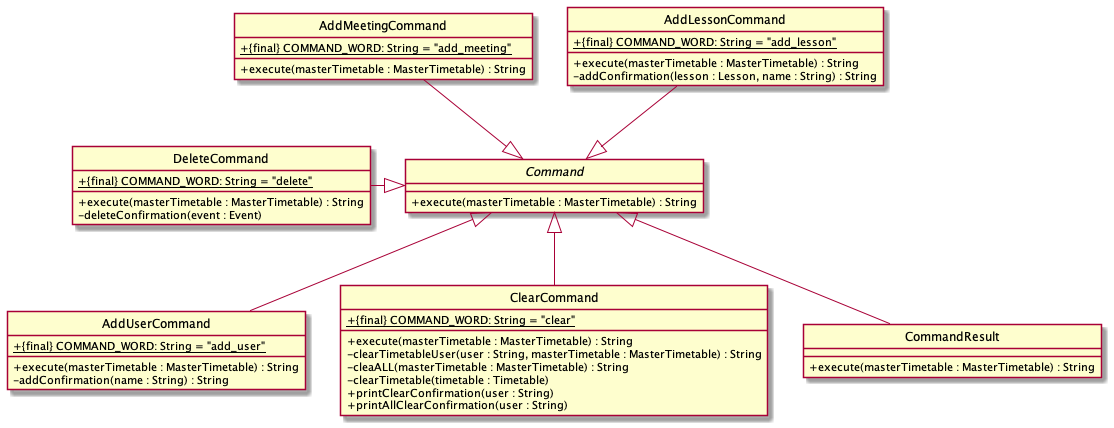 AddMeetingCommand
+{final} COMMAND_WORD: String = "add_meeting"
+execute(masterTimetable : MasterTimetable) : String
AddLessonCommand
+{final} COMMAND_WORD: String = "add_lesson"
+execute(masterTimetable : MasterTimetable) : String
-addConfirmation(lesson : Lesson, name : String) : String
DeleteCommand
+{final} COMMAND_WORD: String = "delete"
+execute(masterTimetable : MasterTimetable) : String
-deleteConfirmation(event : Event)
Command
+execute(masterTimetable : MasterTimetable) : String
AddUserCommand
+{final} COMMAND_WORD: String = "add_user"
+execute(masterTimetable : MasterTimetable) : String
-addConfirmation(name : String) : String
ClearCommand
+{final} COMMAND_WORD: String = "clear"
+execute(masterTimetable : MasterTimetable) : String
-clearTimetableUser(user : String, masterTimetable : MasterTimetable) : String
-cleaALL(masterTimetable : MasterTimetable) : String
-clearTimetable(timetable : Timetable)
+printClearConfirmation(user : String)
+printAllClearConfirmation(user : String)
CommandResult
+execute(masterTimetable : MasterTimetable) : String